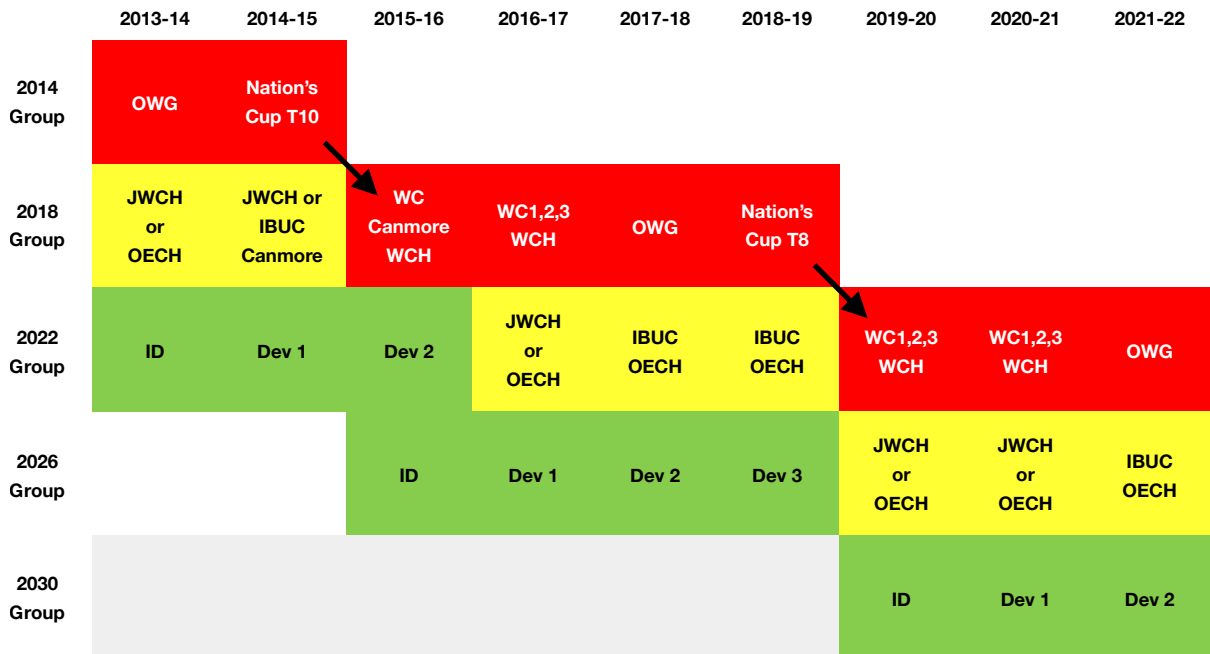 2013-14 2014-15 2015-16 2016-17 2017-18 2018-19 2019-20 2020-21 2021-22
2014
Group
OWG
Nation's
Cup T10
2018
Group
JWCH
or
OECH
JWCH or
IBUC
Canmore
WC
Canmore
WCH
WC1,2,3
WCH
OWG
Nation's
Cup T8
2022
Group
ID
Dev 1
Dev 2
JWCH
or
OECH
IBUC
OECH
IBUC
OECH
WC1,2,3
WCH
WC1,2,3
WCH
OWG
2026
Group
ID
Dev 1
Dev 2
Dev 3
JWCH
or
OECH
JWCH
or
OECH
IBUC
OECH
2030
Group
ID
Dev 1
Dev 2